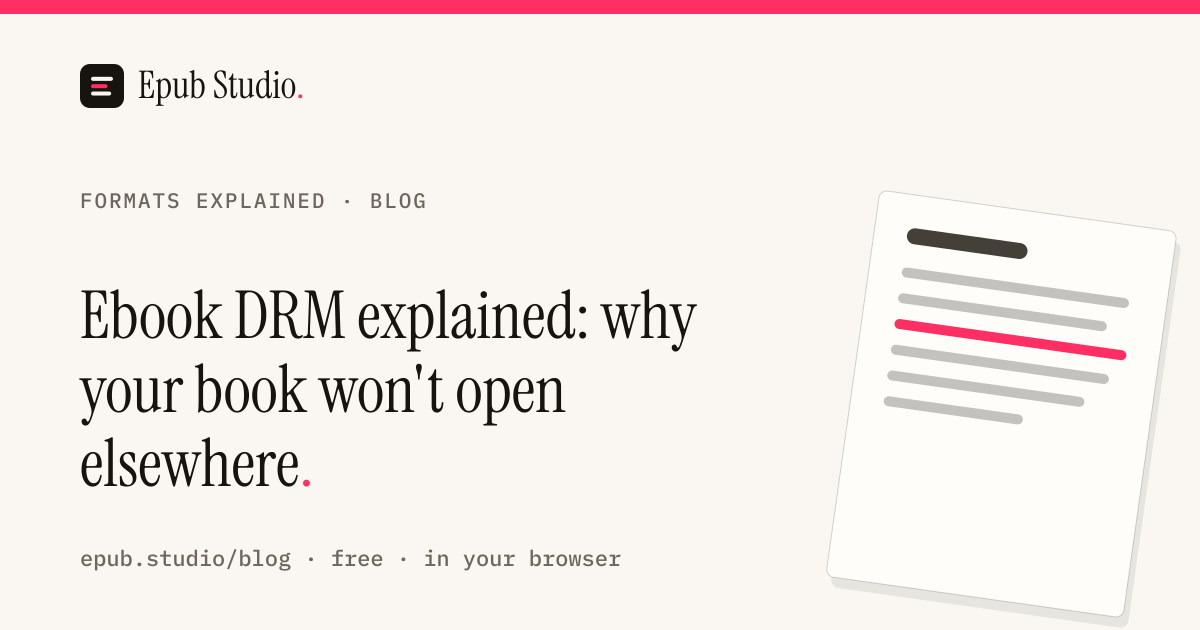 Epub Studio.
FORMATS EXPLAINED · BLOG
Ebook DRM explained: why
your book won't open
elsewhere.
epub.studio/blog · free · in your browser